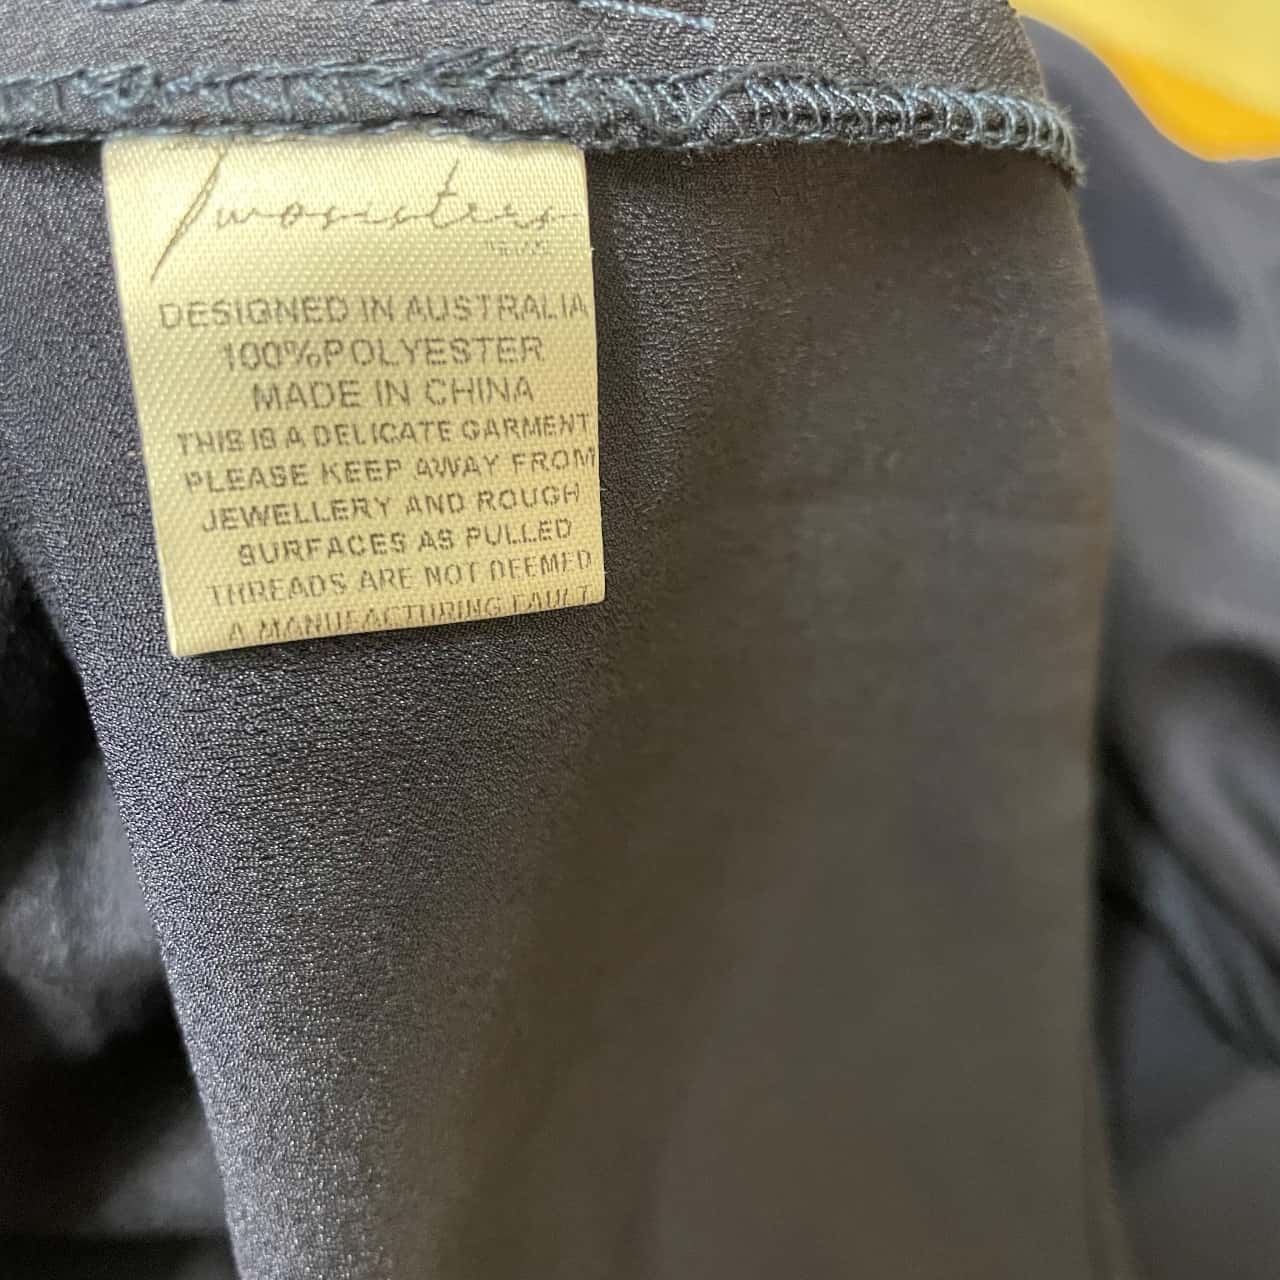 Twosisters
DESIGNED IN AUSTRALIA
100%POLYESTER
MADE IN CHINA
THIS IS A DELICATE GARMENT
PLEASE KEEP AWAY FROM
JEWELLERY AND ROUGH
SURFACES AS PULLED
THREADS ARE NOT DEEMED
A MANUFACTURING FAULT